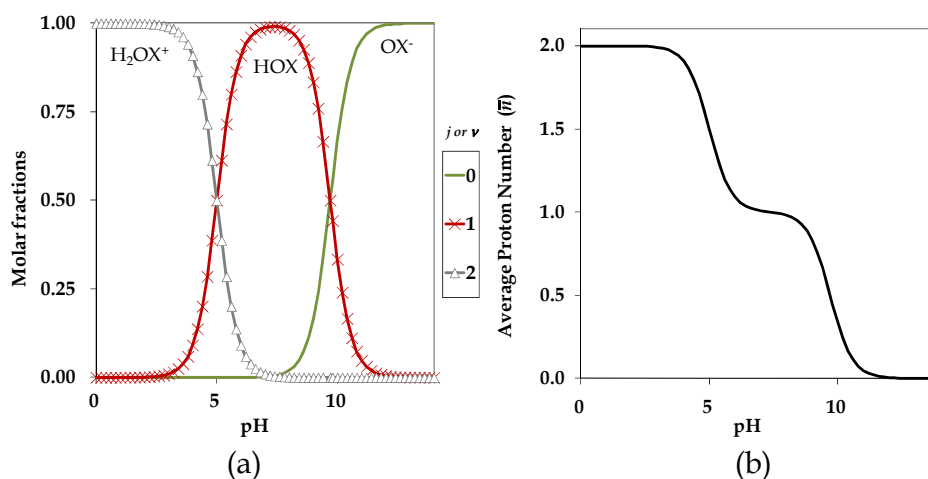 1.00
0.75
0.50
0.25
0.00
Molar fractions
H₂OX⁺
HOX
OX⁻
0
5
10
pH
j or ν
0
1
2
(a)
2.0
1.5
1.0
0.5
0.0
Average Proton Number (n̅)
0
5
10
pH
(b)